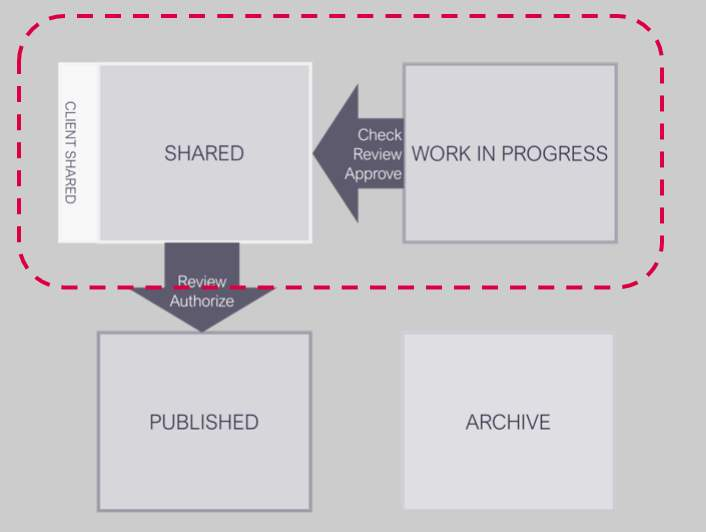 CLIENT SHARED
SHARED
Check
Review
Approve
WORK IN PROGRESS
Review
Authorize
PUBLISHED
ARCHIVE